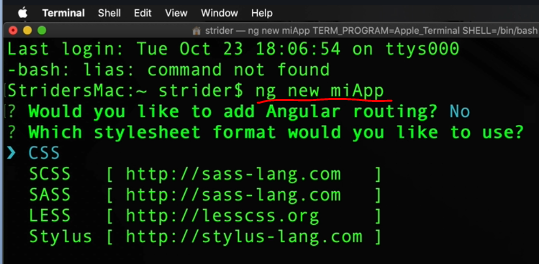 Terminal Shell Edit View Window Help
strider — ng new miApp TERM_PROGRAM=Apple_Terminal SHELL=/bin/bash
Last login: Tue Oct 23 18:06:54 on ttys000
-bash: lias: command not found
StridersMac:~ strider$ ng new miApp
? Would you like to add Angular routing? No
? Which stylesheet format would you like to use?
❯ CSS
SCSS [ http://sass-lang.com ]
SASS [ http://sass-lang.com ]
LESS [ http://lesscss.org ]
Stylus [ http://stylus-lang.com ]